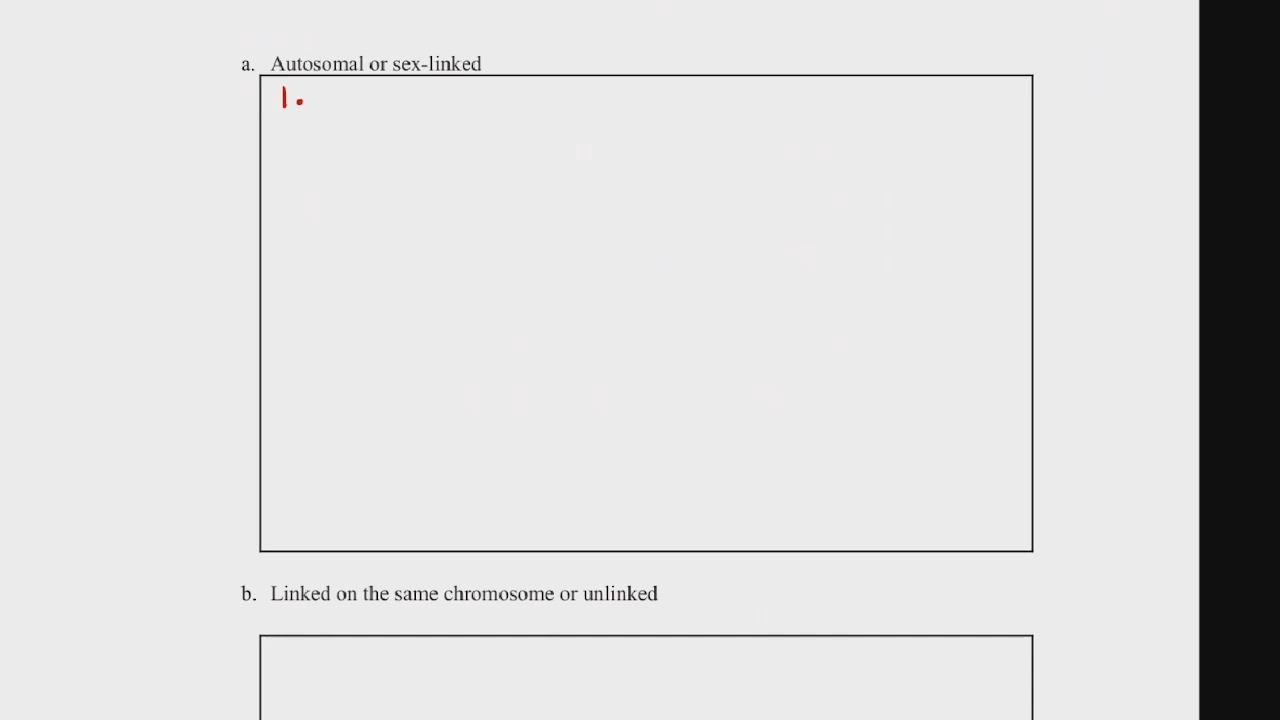 a. Autosomal or sex-linked
1.
b. Linked on the same chromosome or unlinked